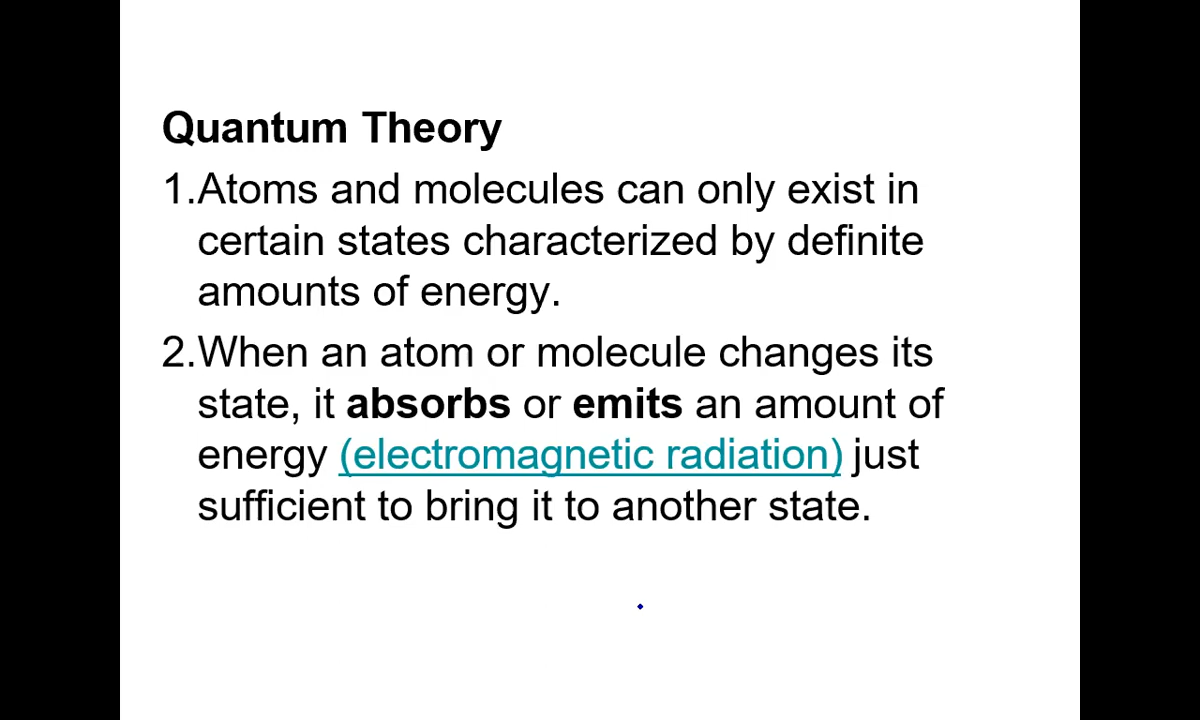 Quantum Theory
1.Atoms and molecules can only exist in
certain states characterized by definite
amounts of energy.
2.When an atom or molecule changes its
state, it absorbs or emits an amount of
energy (electromagnetic radiation) just
sufficient to bring it to another state.